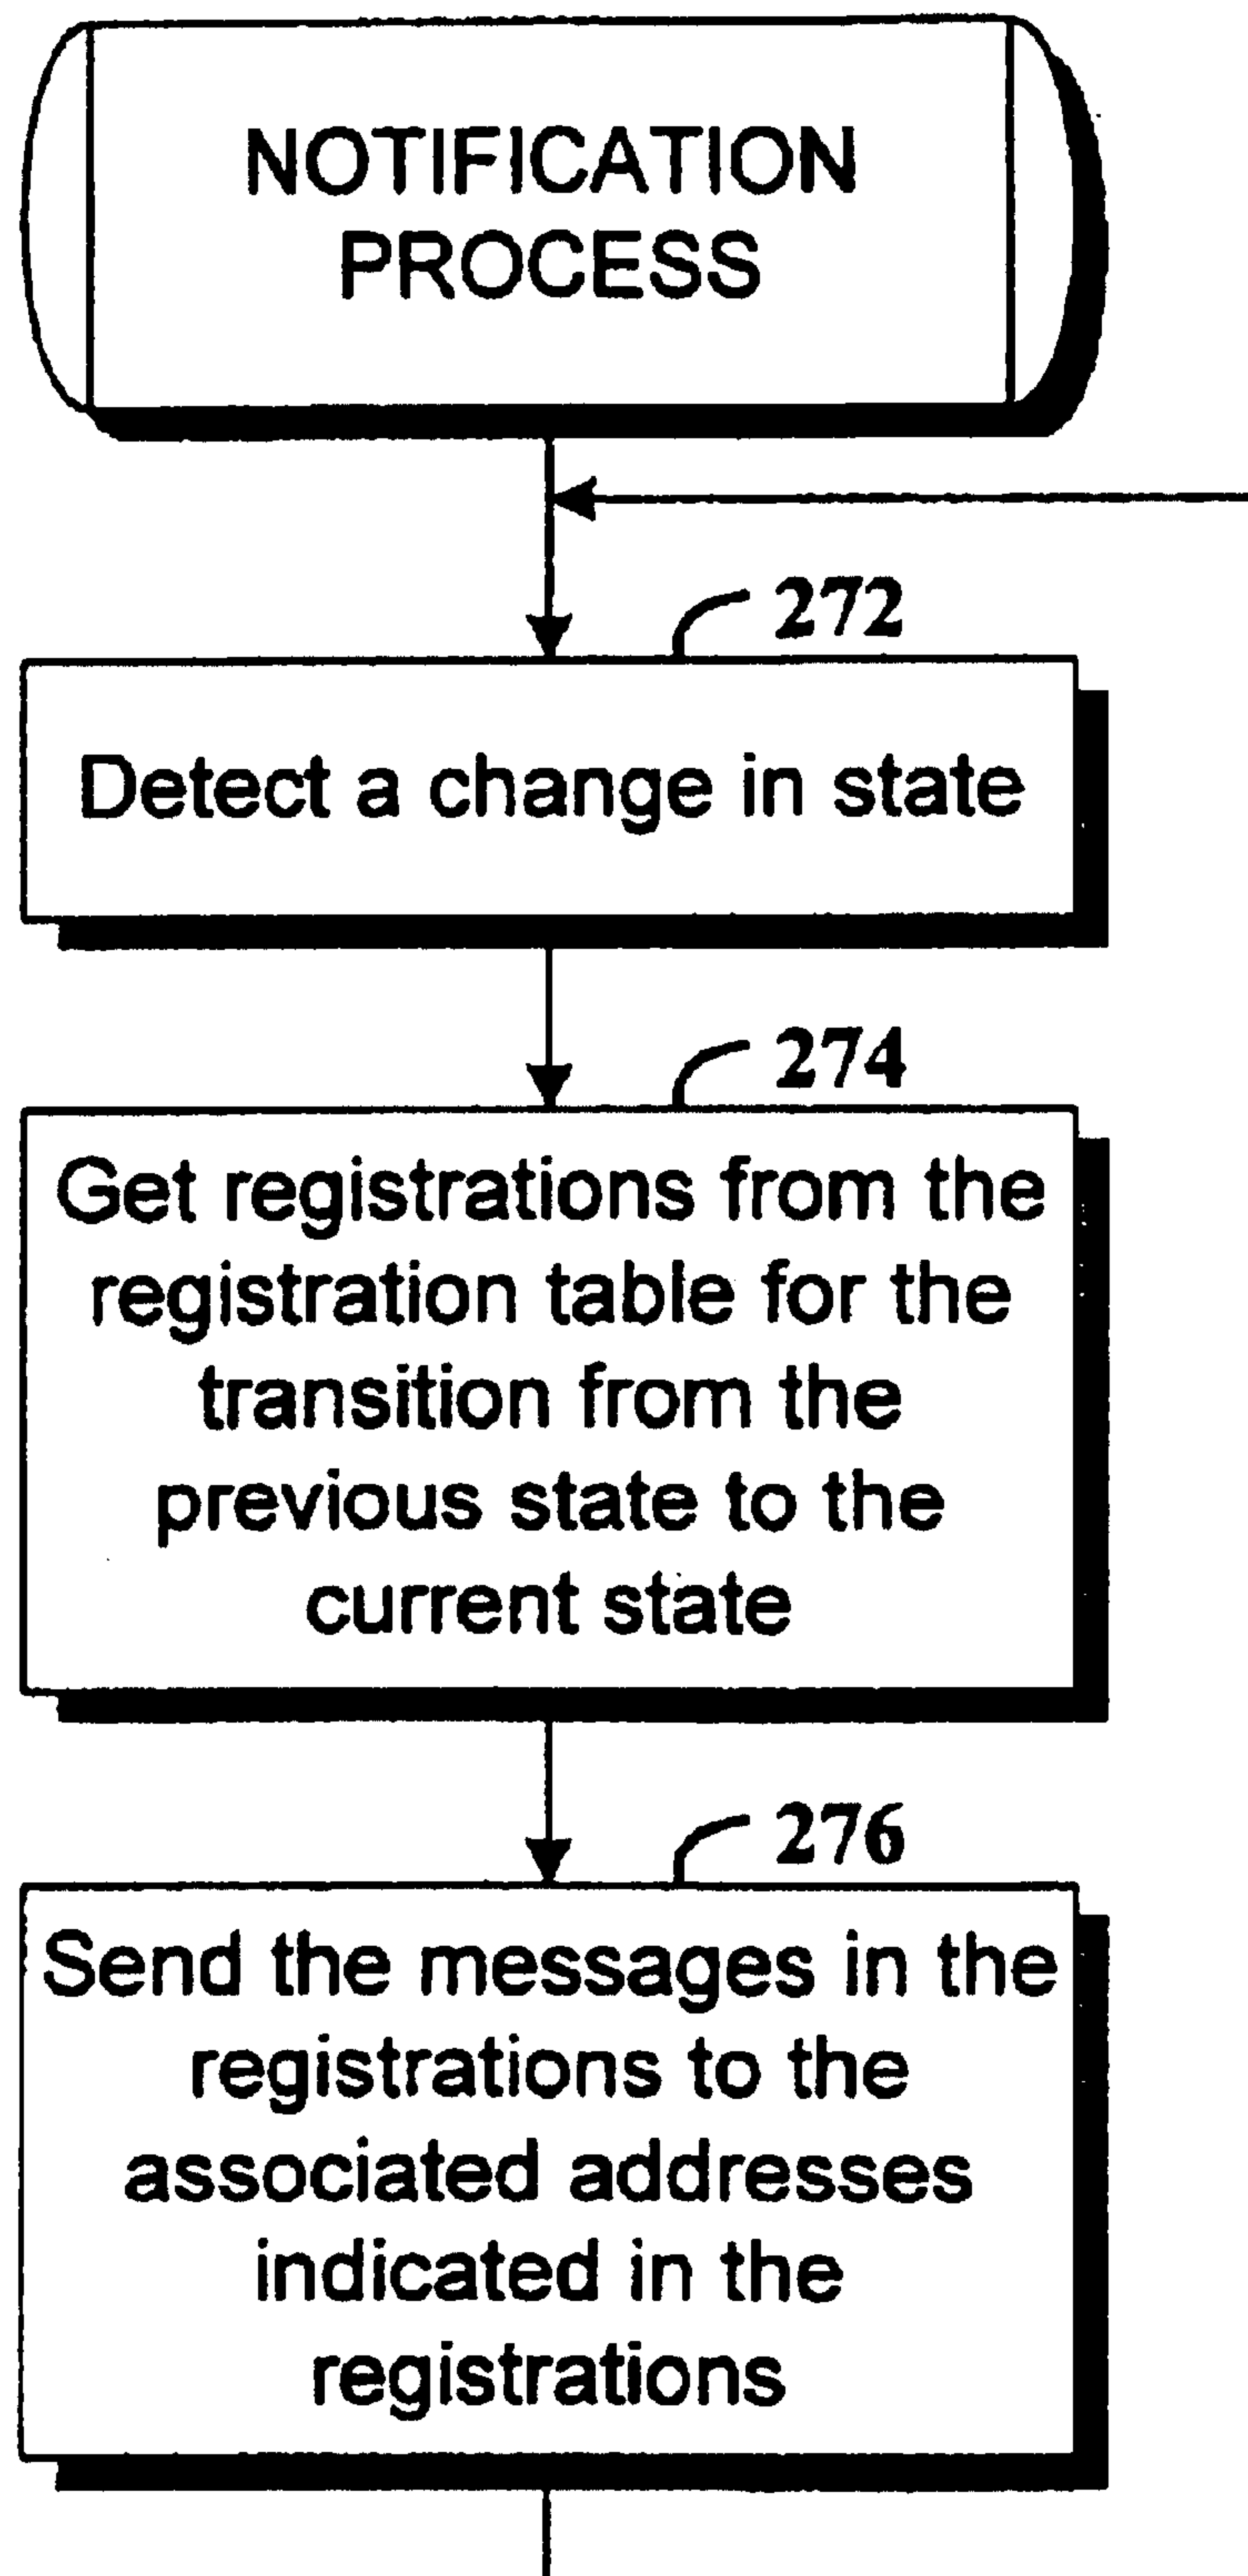 NOTIFICATION
PROCESS
272
Detect a change in state
274
Get registrations from the
registration table for the
transition from the
previous state to the
current state
276
Send the messages in the
registrations to the
associated addresses
indicated in the
registrations